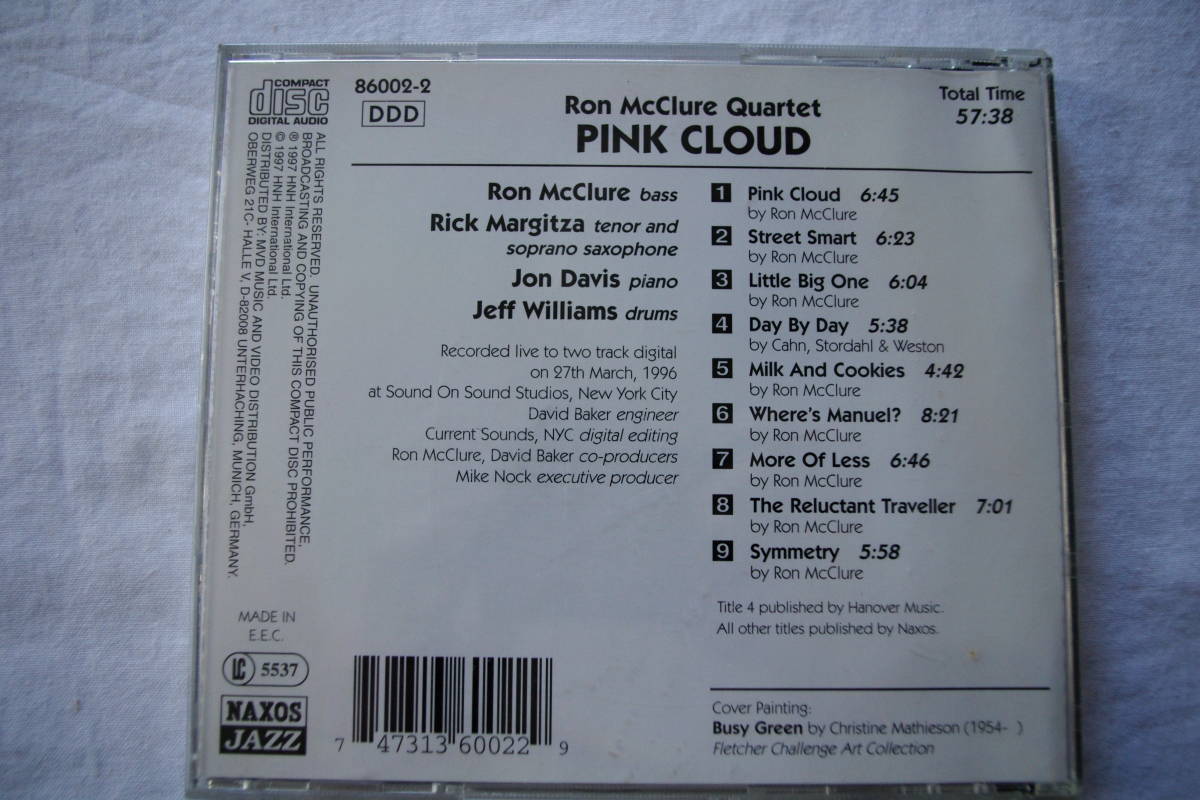 COMPACT
disc
DIGITAL AUDIO
86002-2
DDD
Ron McClure Quartet
PINK CLOUD
Total Time
57:38
Ron McClure bass
Rick Margitza tenor and
soprano saxophone
Jon Davis piano
Jeff Williams drums
Recorded live to two track digital
on 27th March, 1996
at Sound On Sound Studios, New York City
David Baker engineer
Current Sounds, NYC digital editing
Ron McClure, David Baker co-producers
Mike Nock executive producer
1 Pink Cloud 6:45
by Ron McClure
2 Street Smart 6:23
by Ron McClure
3 Little Big One 6:04
by Ron McClure
4 Day By Day 5:38
by Cahn, Stordahl & Weston
5 Milk And Cookies 4:42
by Ron McClure
6 Where's Manuel? 8:21
by Ron McClure
7 More Of Less 6:46
by Ron McClure
8 The Reluctant Traveller 7:01
by Ron McClure
9 Symmetry 5:58
by Ron McClure
Title 4 published by Hanover Music.
All other titles published by Naxos.
Cover Painting:
Busy Green by Christine Mathieson (1954- )
Fletcher Challenge Art Collection
ALL RIGHTS RESERVED. UNAUTHORISED PUBLIC PERFORMANCE,
BROADCASTING AND COPYING OF THIS COMPACT DISC PROHIBITED.
℗ 1997 HNH International Ltd.
© 1997 HNH International Ltd.
DISTRIBUTED BY: MVD MUSIC AND VIDEO DISTRIBUTION GmbH,
OBERWEG 21C- HALLE V, D-82008 UNTERHACHING, MUNICH, GERMANY.
MADE IN
E.E.C.
LC 5537
NAXOS
JAZZ
7 47313 60022 9